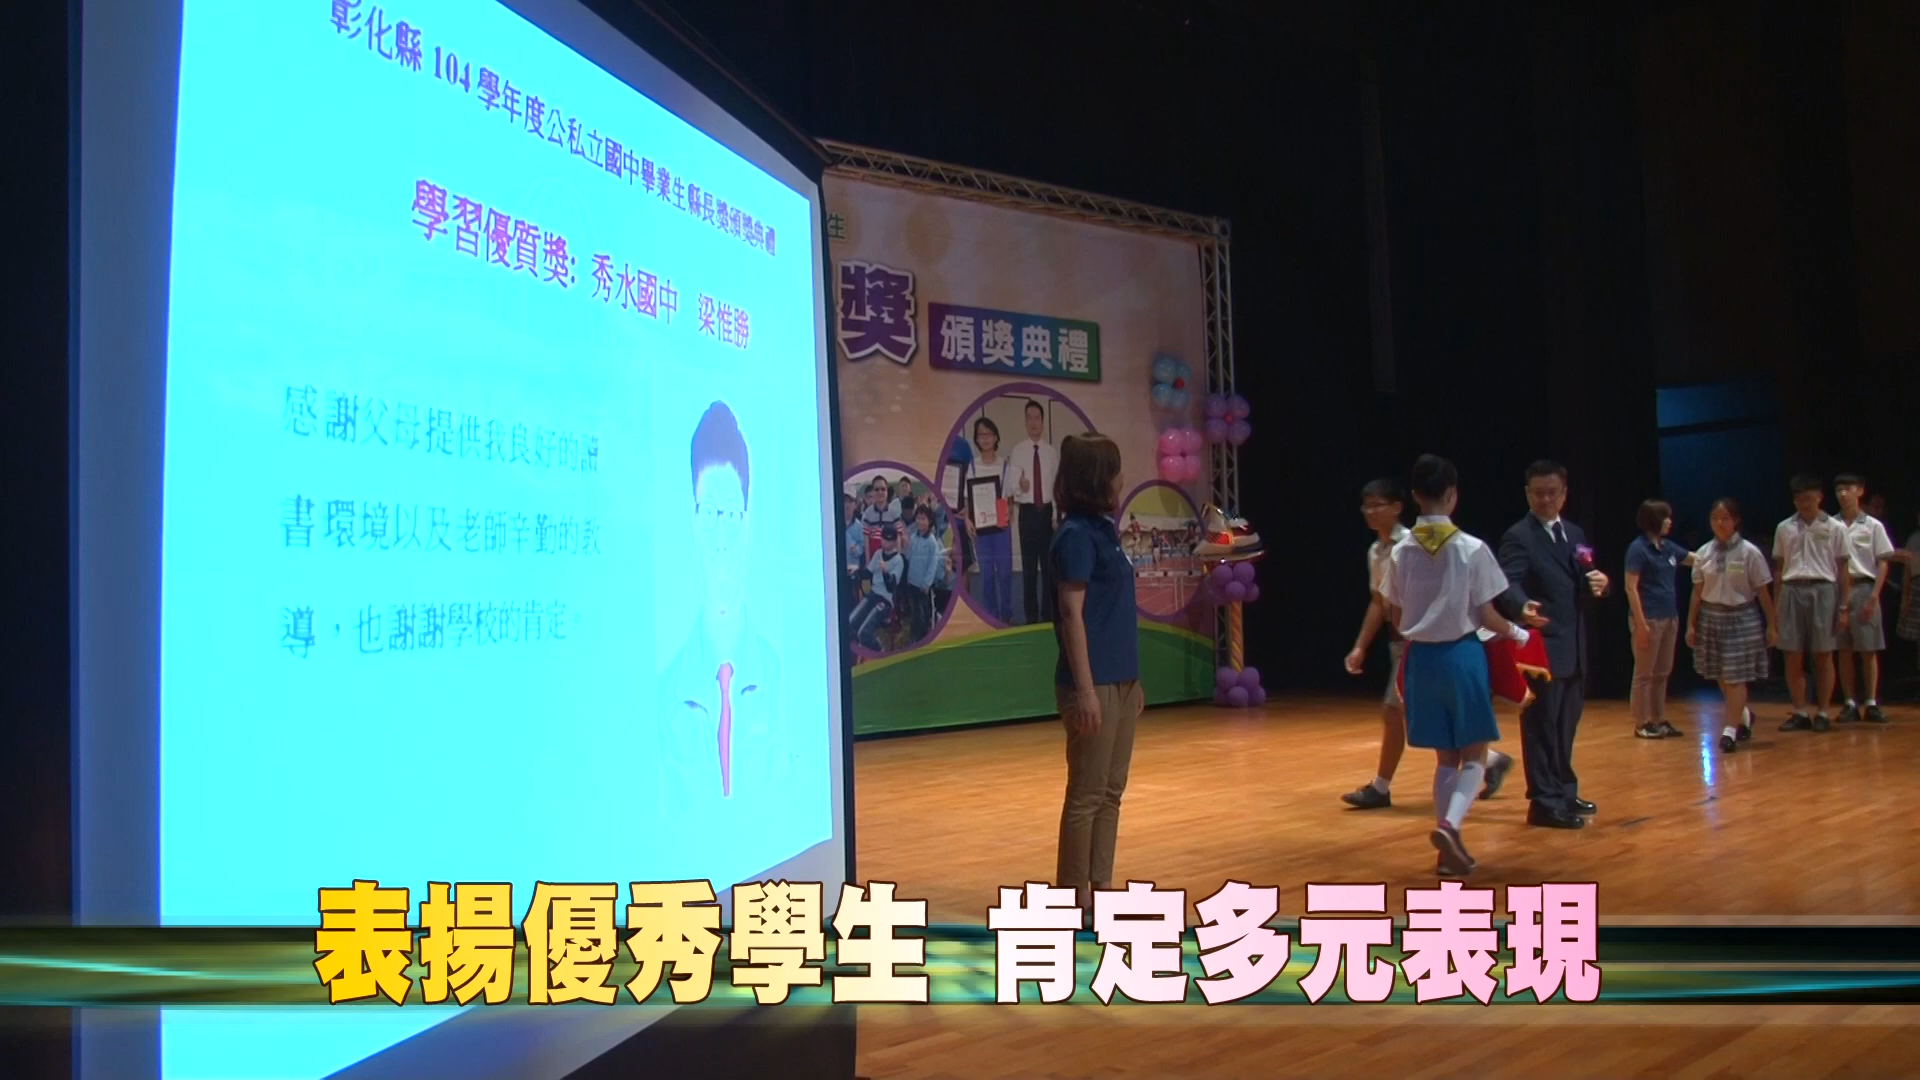 彰化縣 104 學年度公私立國中畢業生縣長獎頒獎典禮
學習優質獎: 秀水國中 梁惟勝
感謝父母提供我良好的讀
書環境以及老師辛勤的教
導，也謝謝學校的肯定。
生
獎
頒獎典禮
表揚優秀學生 肯定多元表現